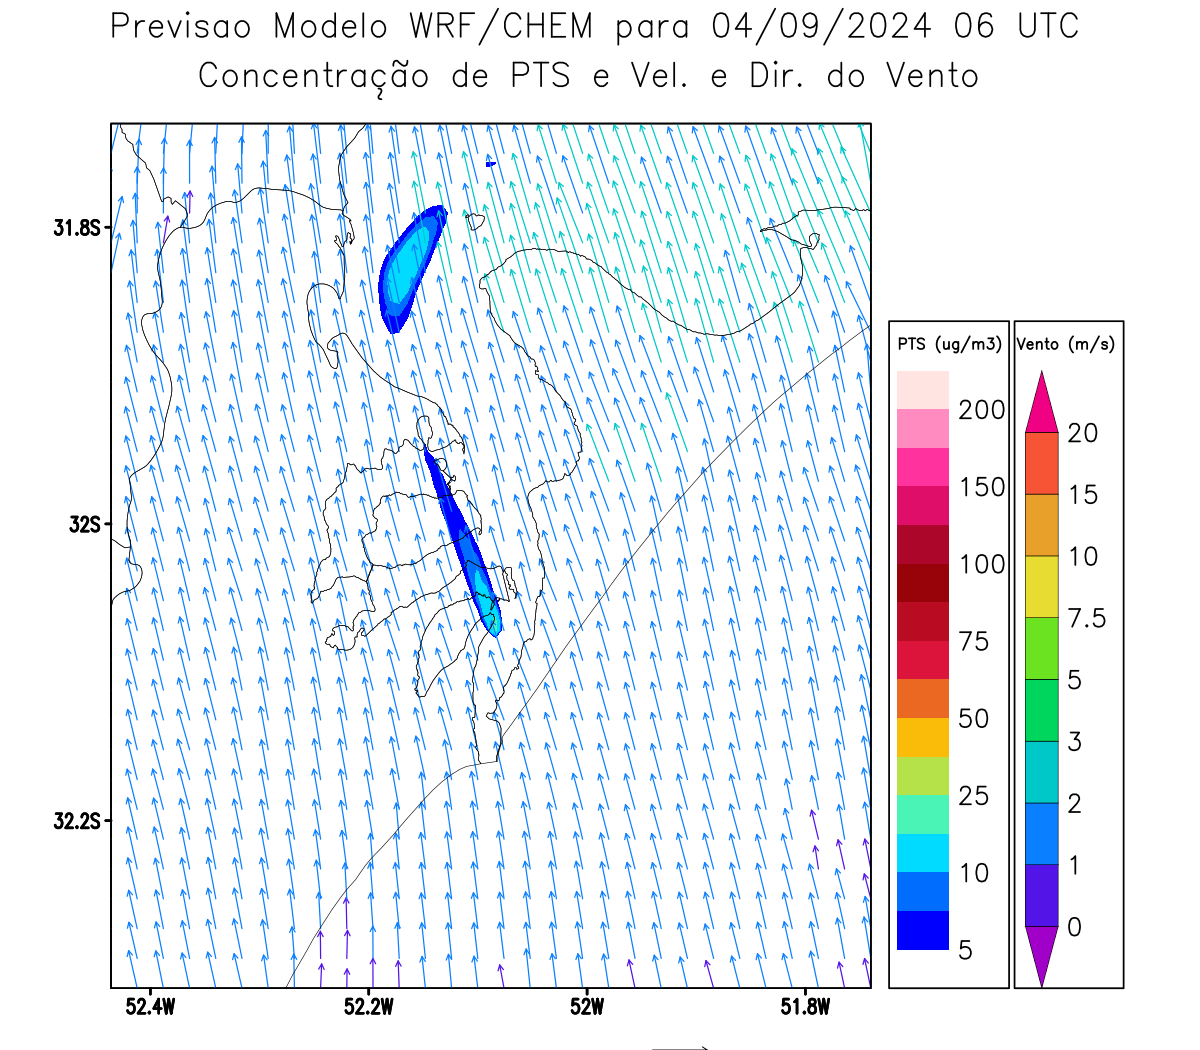 Previsao Modelo WRF/CHEM para 04/09/2024 06 UTC
Concentração de PTS e Vel. e Dir. do Vento
31.8S
32S
32.2S
52.4W 52.2W 52W 51.8W
PTS (ug/m3)
200
150
100
75
50
25
10
5
Vento (m/s)
20
15
10
7.5
5
3
2
1
0